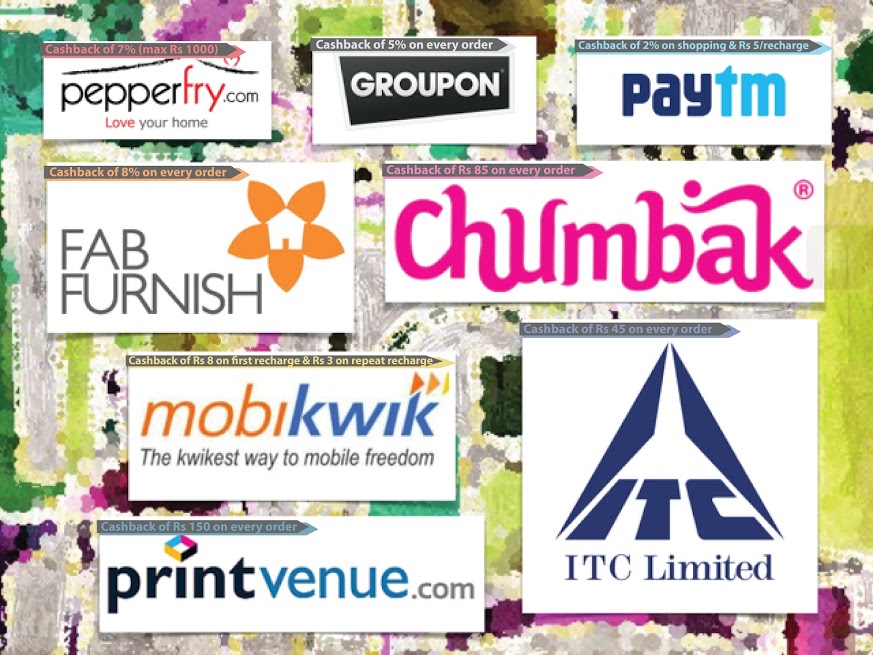 Cashback of 7% (max Rs 1000)
pepperfry.com
Love your home
Cashback of 5% on every order
GROUPON
Cashback of 2% on shopping & Rs 5/recharge
paytm
Cashback of 8% on every order
FAB
FURNISH
Cashback of Rs 85 on every order
Chumbak®
Cashback of Rs 8 on first recharge & Rs 3 on repeat recharge
mobikwik
The kwikest way to mobile freedom
Cashback of Rs 45 on every order
ITC
ITC Limited
Cashback of Rs 150 on every order
printvenue.com